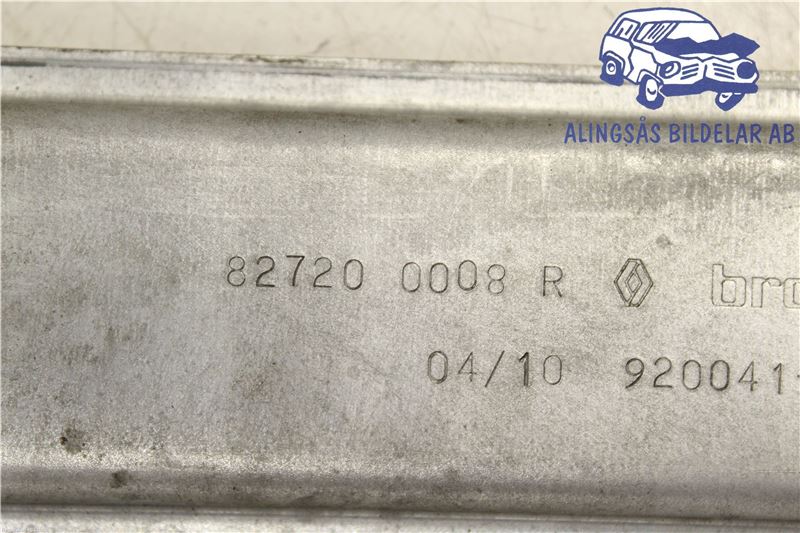 ALINGSÅS BILDELAR AB
82720 0008 R
04/10 920041